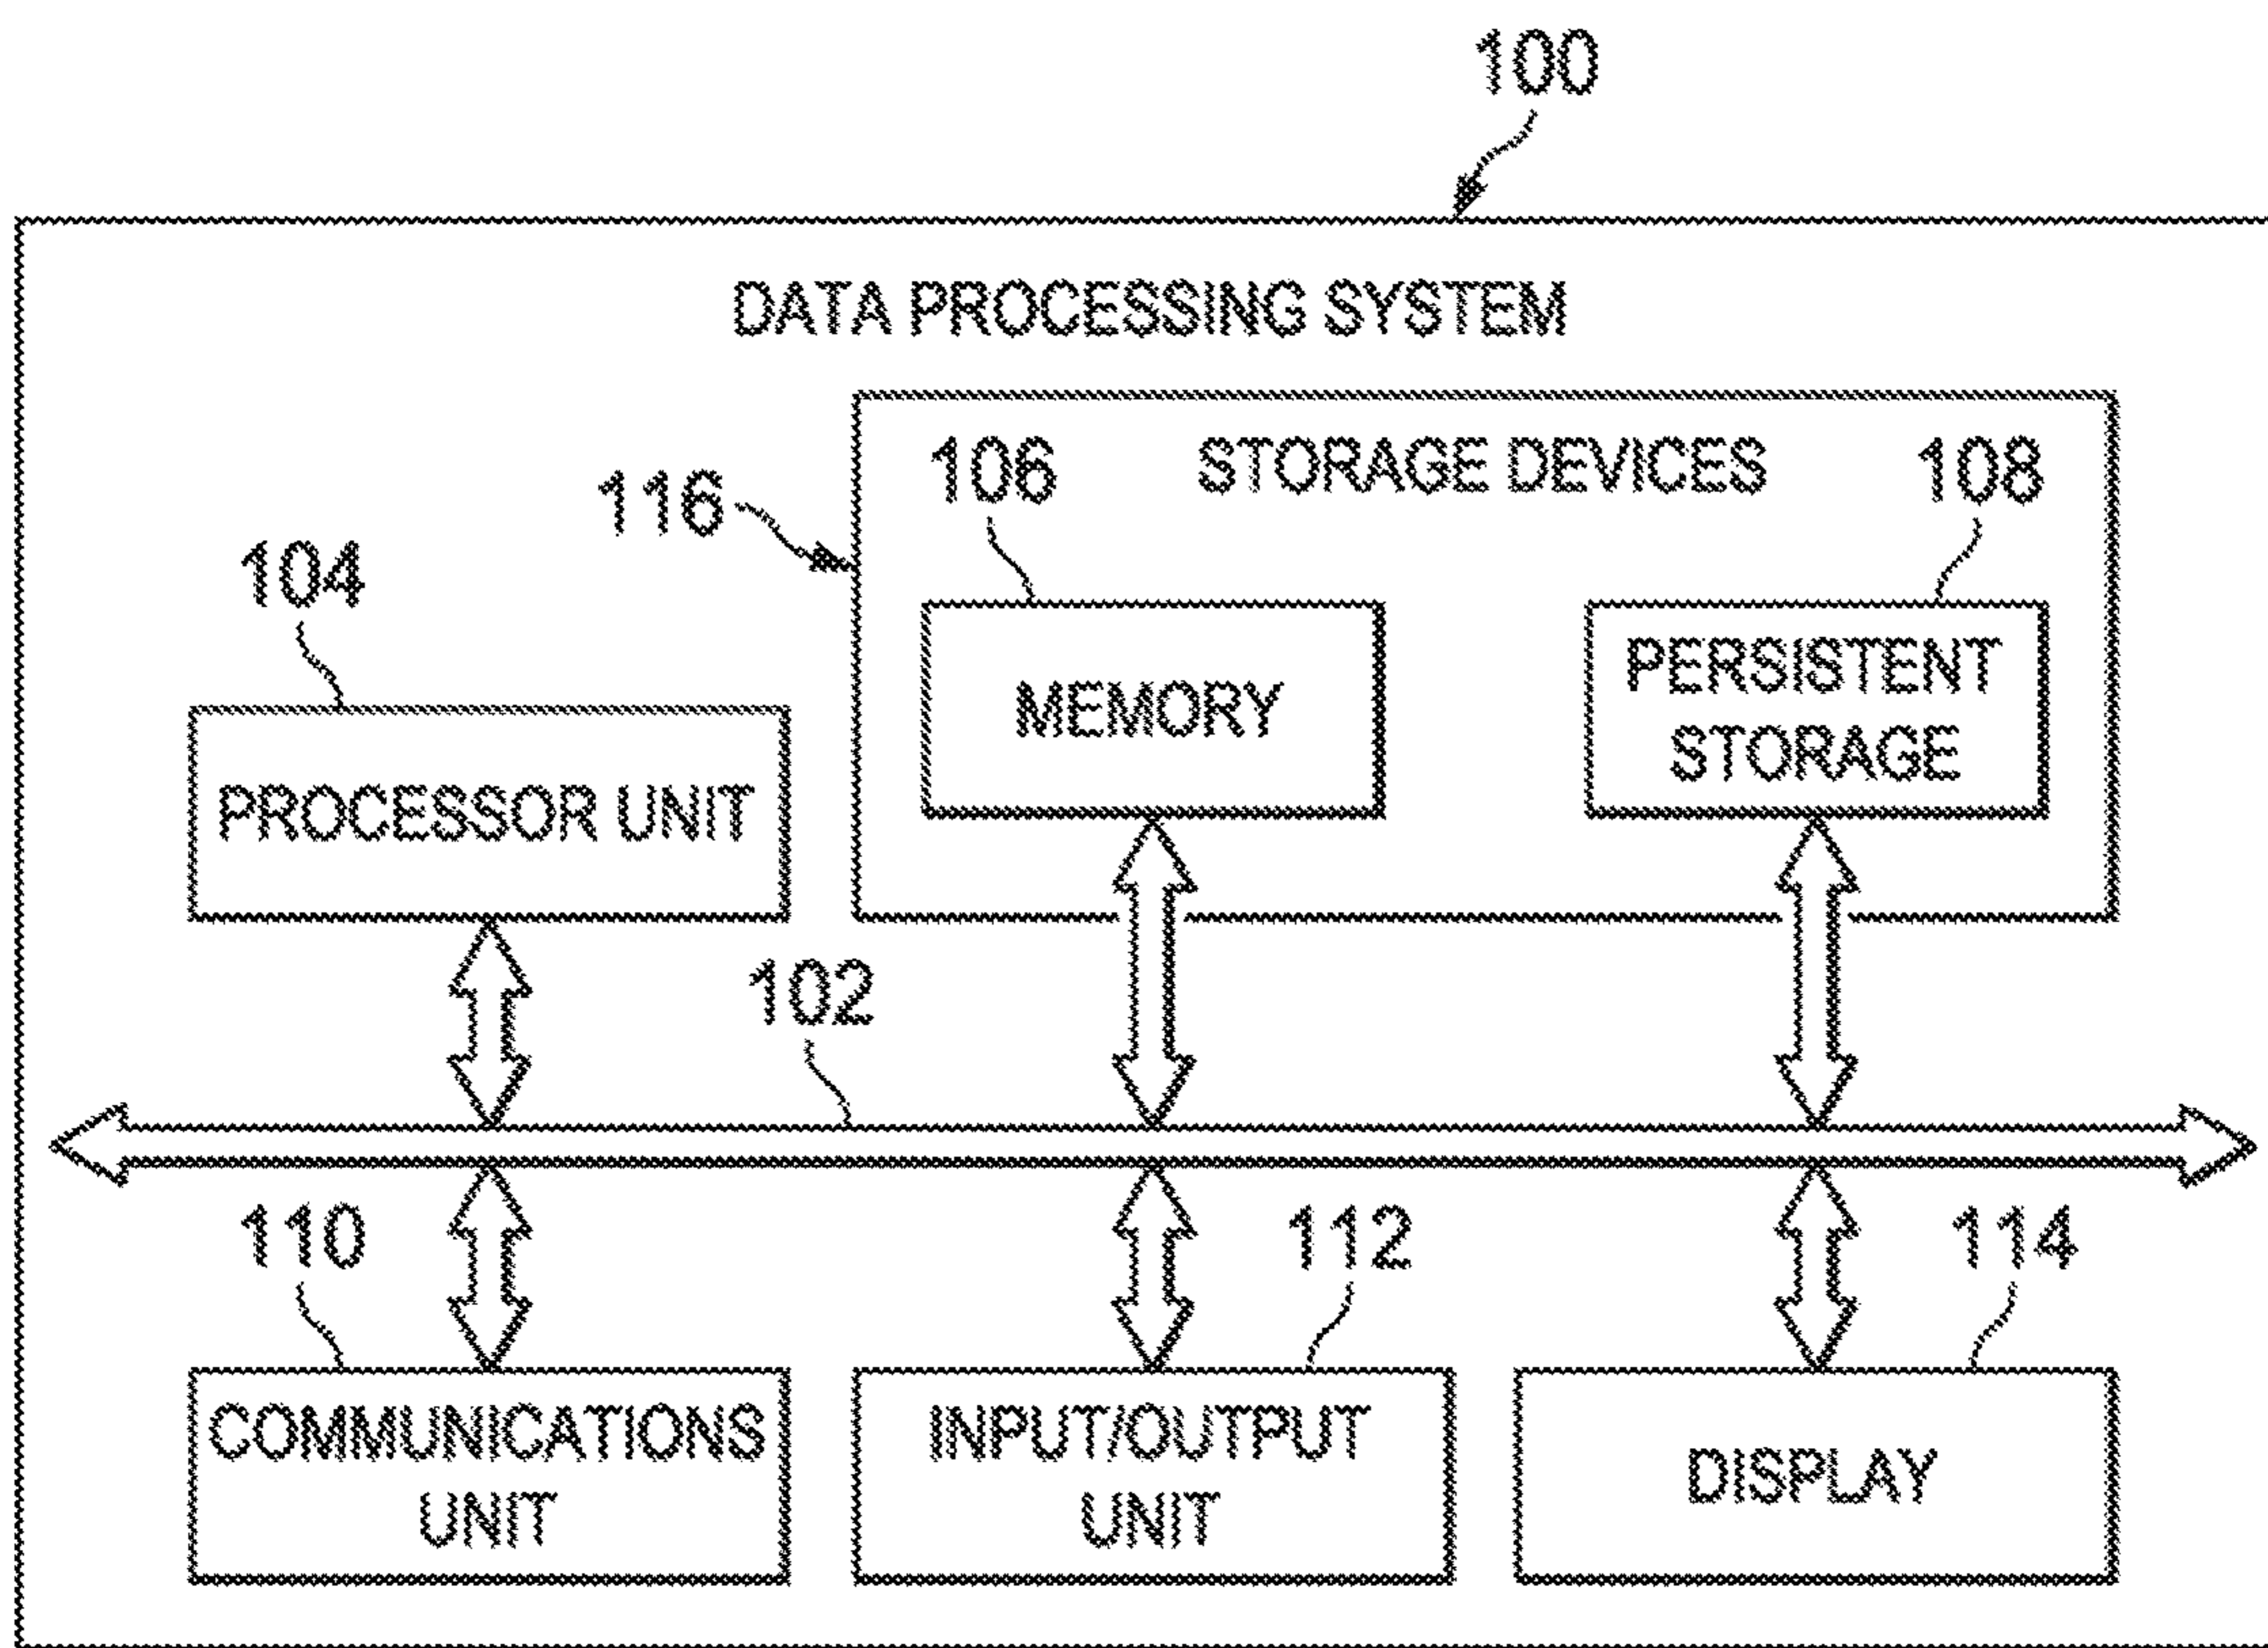 100
DATA PROCESSING SYSTEM
STORAGE DEVICES
106
108
116
104
MEMORY
PERSISTENT
STORAGE
PROCESSOR UNIT
102
110
112
114
COMMUNICATIONS
UNIT
INPUT/OUTPUT
UNIT
DISPLAY